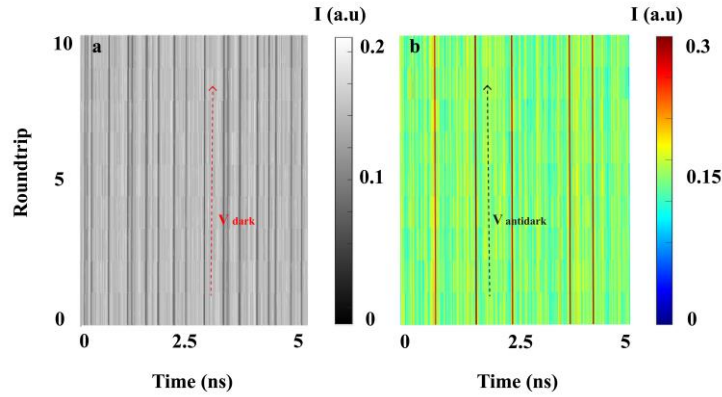 I (a.u)
I (a.u)
10
a
0.2
b
0.3
Roundtrip
5
0.1
0.15
V dark
V antidark
0
0
0
0
2.5
5
0
2.5
5
Time (ns)
Time (ns)